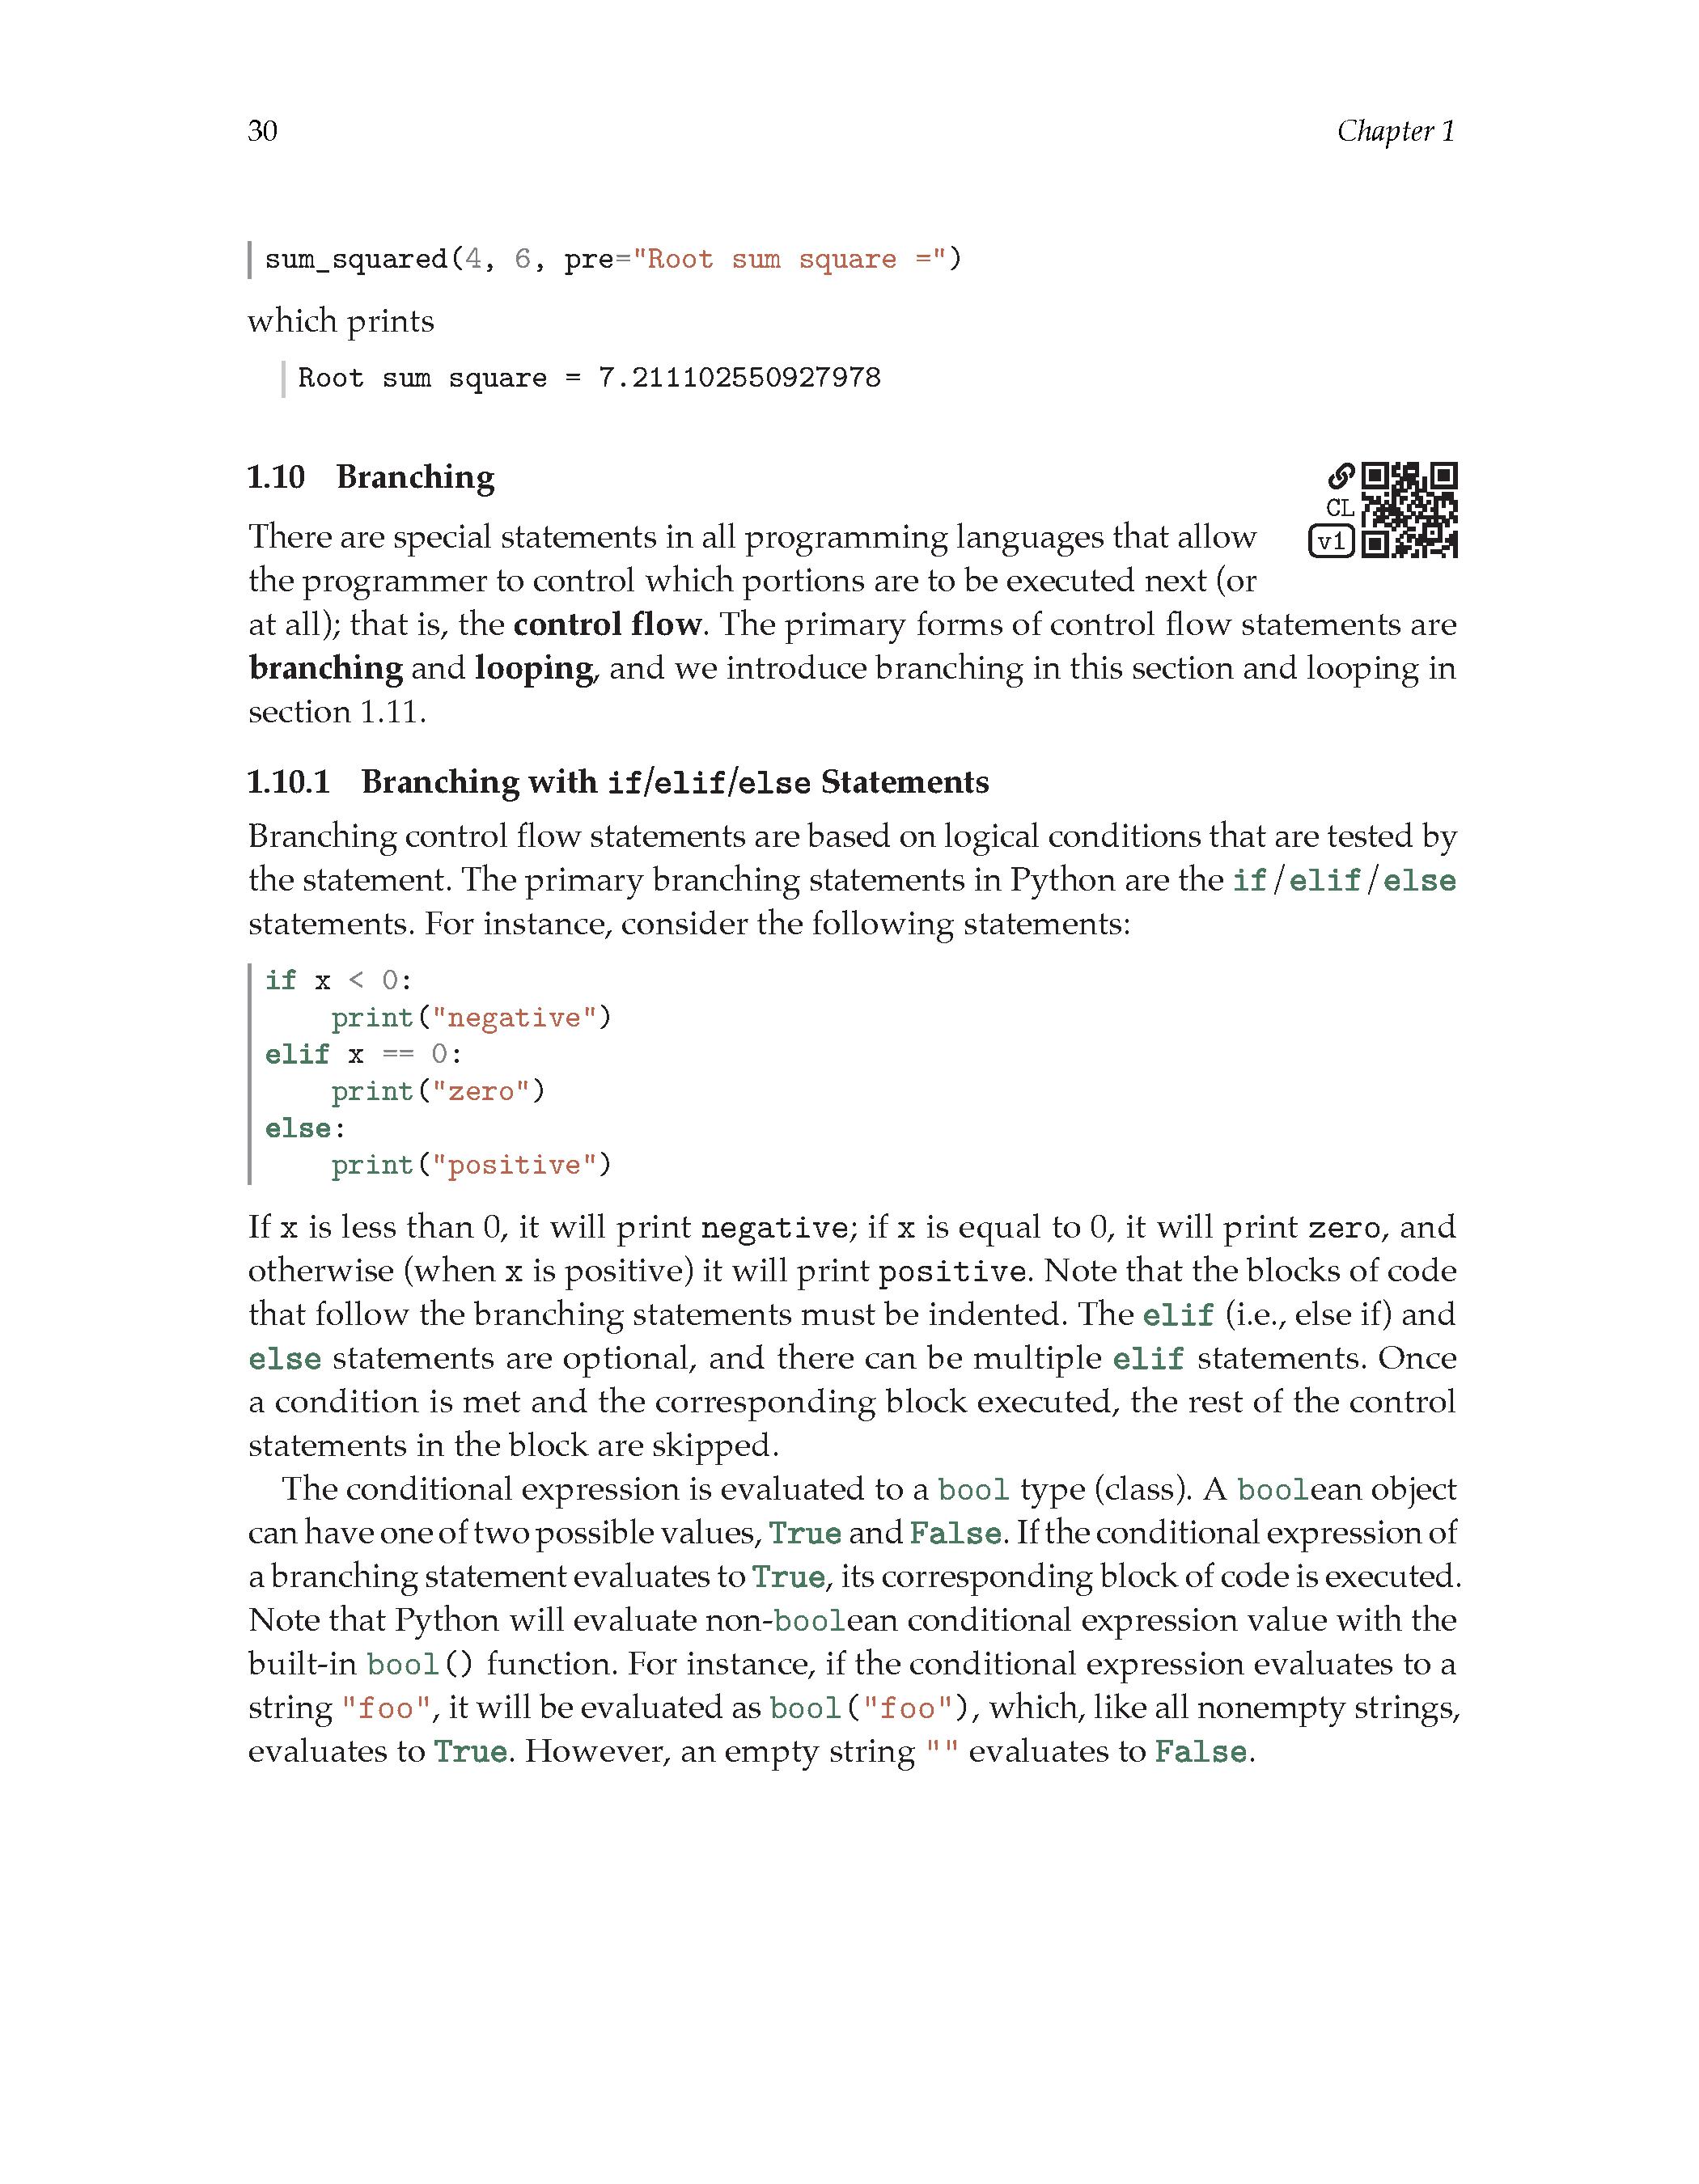 30 Chapter 1
sum_squared(4, 6, pre="Root sum square =")
which prints
Root sum square = 7.211102550927978
1.10 Branching
CL
v1
There are special statements in all programming languages that allow
the programmer to control which portions are to be executed next (or
at all); that is, the control flow. The primary forms of control flow statements are
branching and looping, and we introduce branching in this section and looping in
section 1.11.
1.10.1 Branching with if/elif/else Statements
Branching control flow statements are based on logical conditions that are tested by
the statement. The primary branching statements in Python are the if/elif/else
statements. For instance, consider the following statements:
if x < 0:
    print("negative")
elif x == 0:
    print("zero")
else:
    print("positive")
If x is less than 0, it will print negative; if x is equal to 0, it will print zero, and
otherwise (when x is positive) it will print positive. Note that the blocks of code
that follow the branching statements must be indented. The elif (i.e., else if) and
else statements are optional, and there can be multiple elif statements. Once
a condition is met and the corresponding block executed, the rest of the control
statements in the block are skipped.
The conditional expression is evaluated to a bool type (class). A boolean object
can have one of two possible values, True and False. If the conditional expression of
a branching statement evaluates to True, its corresponding block of code is executed.
Note that Python will evaluate non-boolean conditional expression value with the
built-in bool() function. For instance, if the conditional expression evaluates to a
string "foo", it will be evaluated as bool("foo"), which, like all nonempty strings,
evaluates to True. However, an empty string "" evaluates to False.